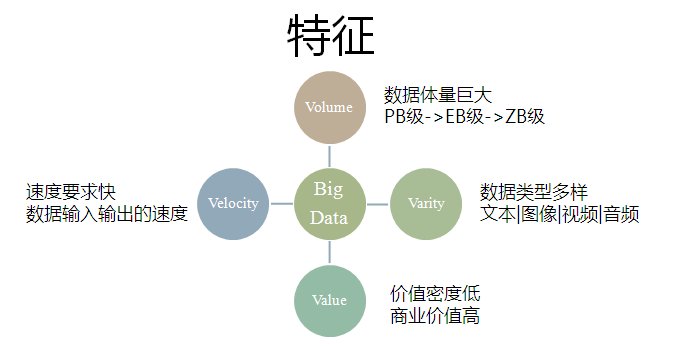 特征
Volume
数据体量巨大
PB级->EB级->ZB级
速度要求快
数据输入输出的速度
Velocity
Big
Data
Varity
数据类型多样
文本|图像|视频|音频
Value
价值密度低
商业价值高